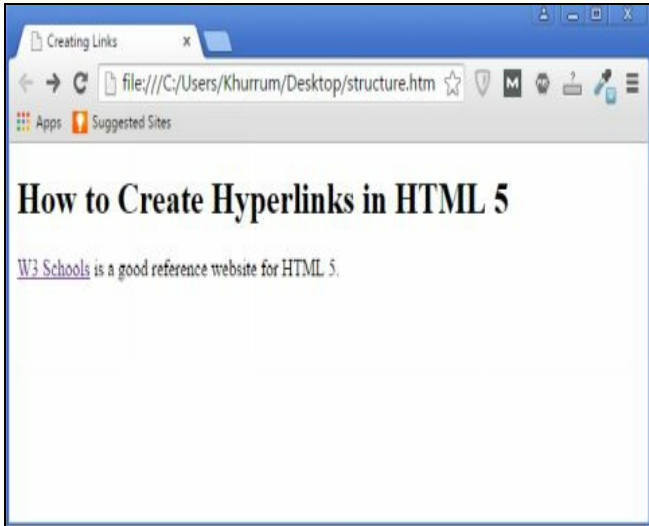 Creating Links
file:///C:/Users/Khurrum/Desktop/structure.htm
Apps Suggested Sites
How to Create Hyperlinks in HTML 5
W3 Schools is a good reference website for HTML 5.